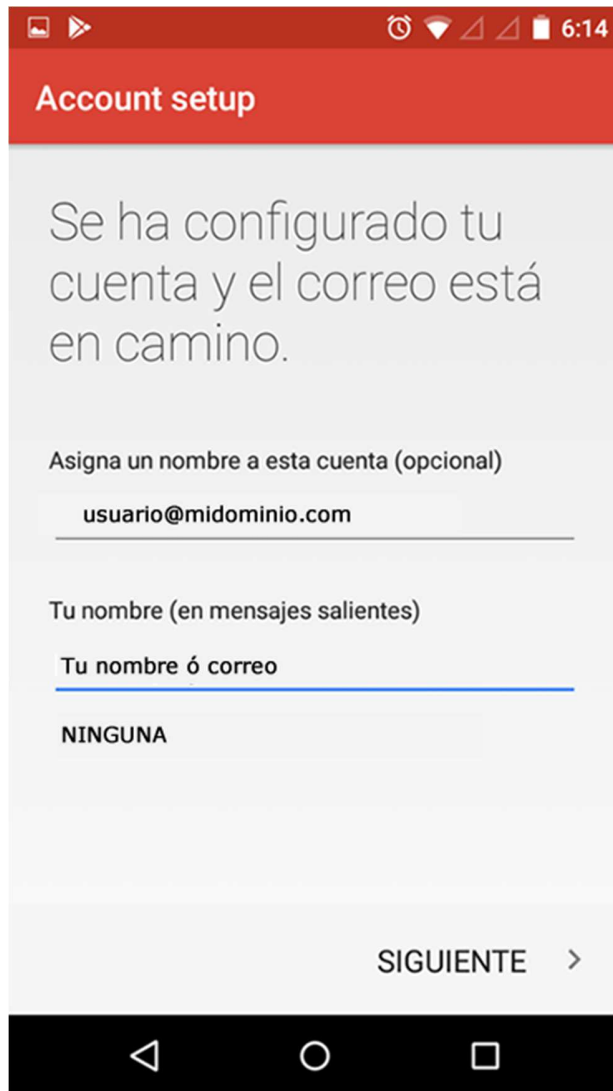 6:14
Account setup
Se ha configurado tu
cuenta y el correo está
en camino.
Asigna un nombre a esta cuenta (opcional)
usuario@midominio.com
Tu nombre (en mensajes salientes)
Tu nombre ó correo
NINGUNA
SIGUIENTE